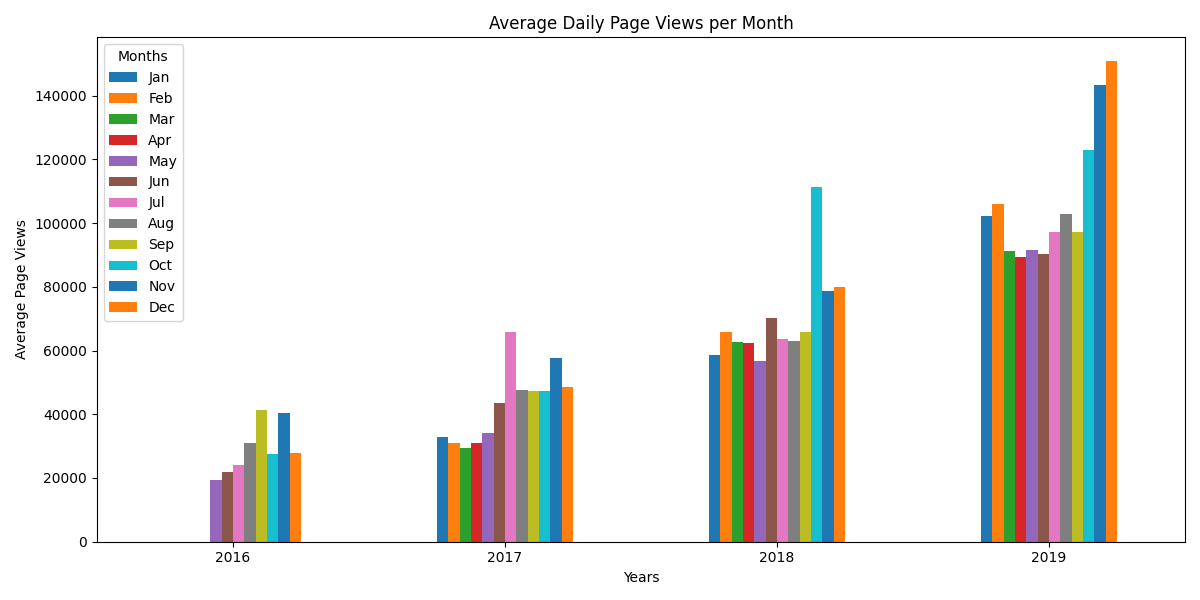 Average Daily Page Views per Month
Months
Jan
Feb
Mar
Apr
May
Jun
Jul
Aug
Sep
Oct
Nov
Dec
Average Page Views
140000
120000
100000
80000
60000
40000
20000
0
2016 2017 2018 2019
Years